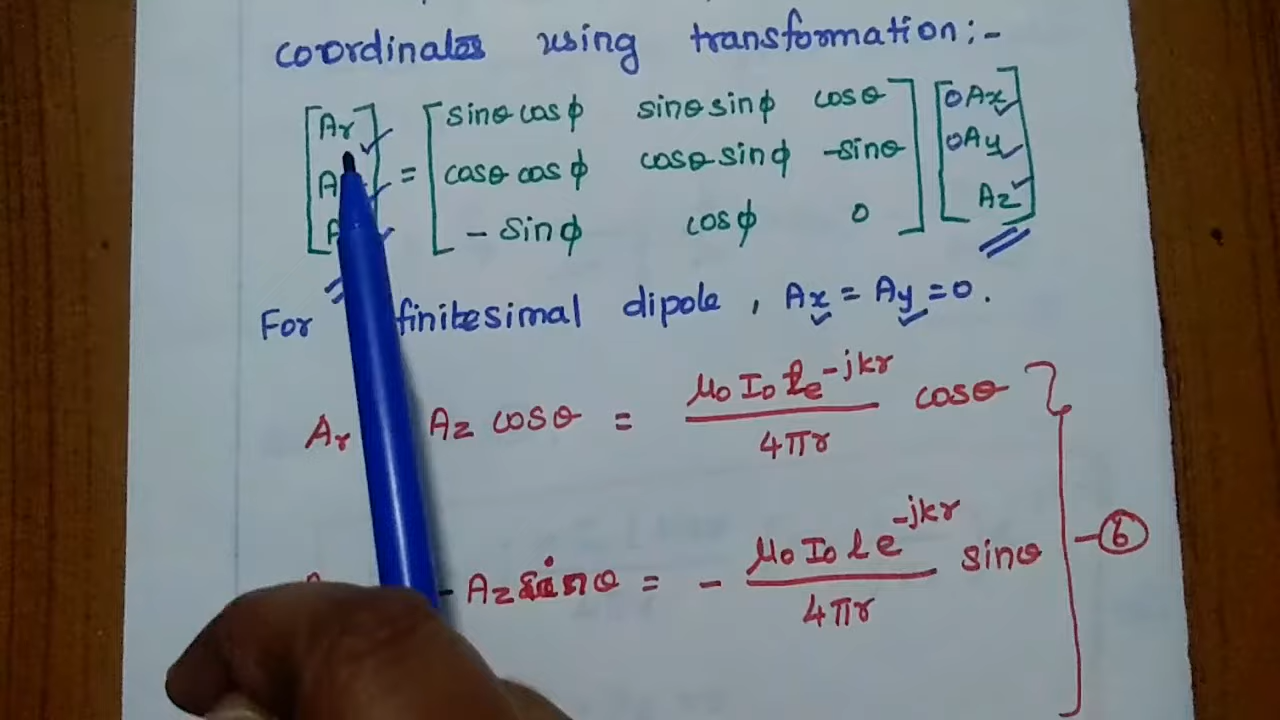 coordinates using transformation:-
[Ar] = [sinθ cosϕ sinθ sinϕ cosθ] [0Ax]
[A] [cosθ cosϕ cosθ sinϕ -sinθ] [0Ay]
[A] [- sinϕ cosϕ 0] [Az]
For finitesimal dipole, Ax = Ay = 0.
Ar Az cosθ = μ0 I0 l e^-jkr / 4πr cosθ
- Az sinθ = - μ0 I0 l e^-jkr / 4πr sinθ -⑥